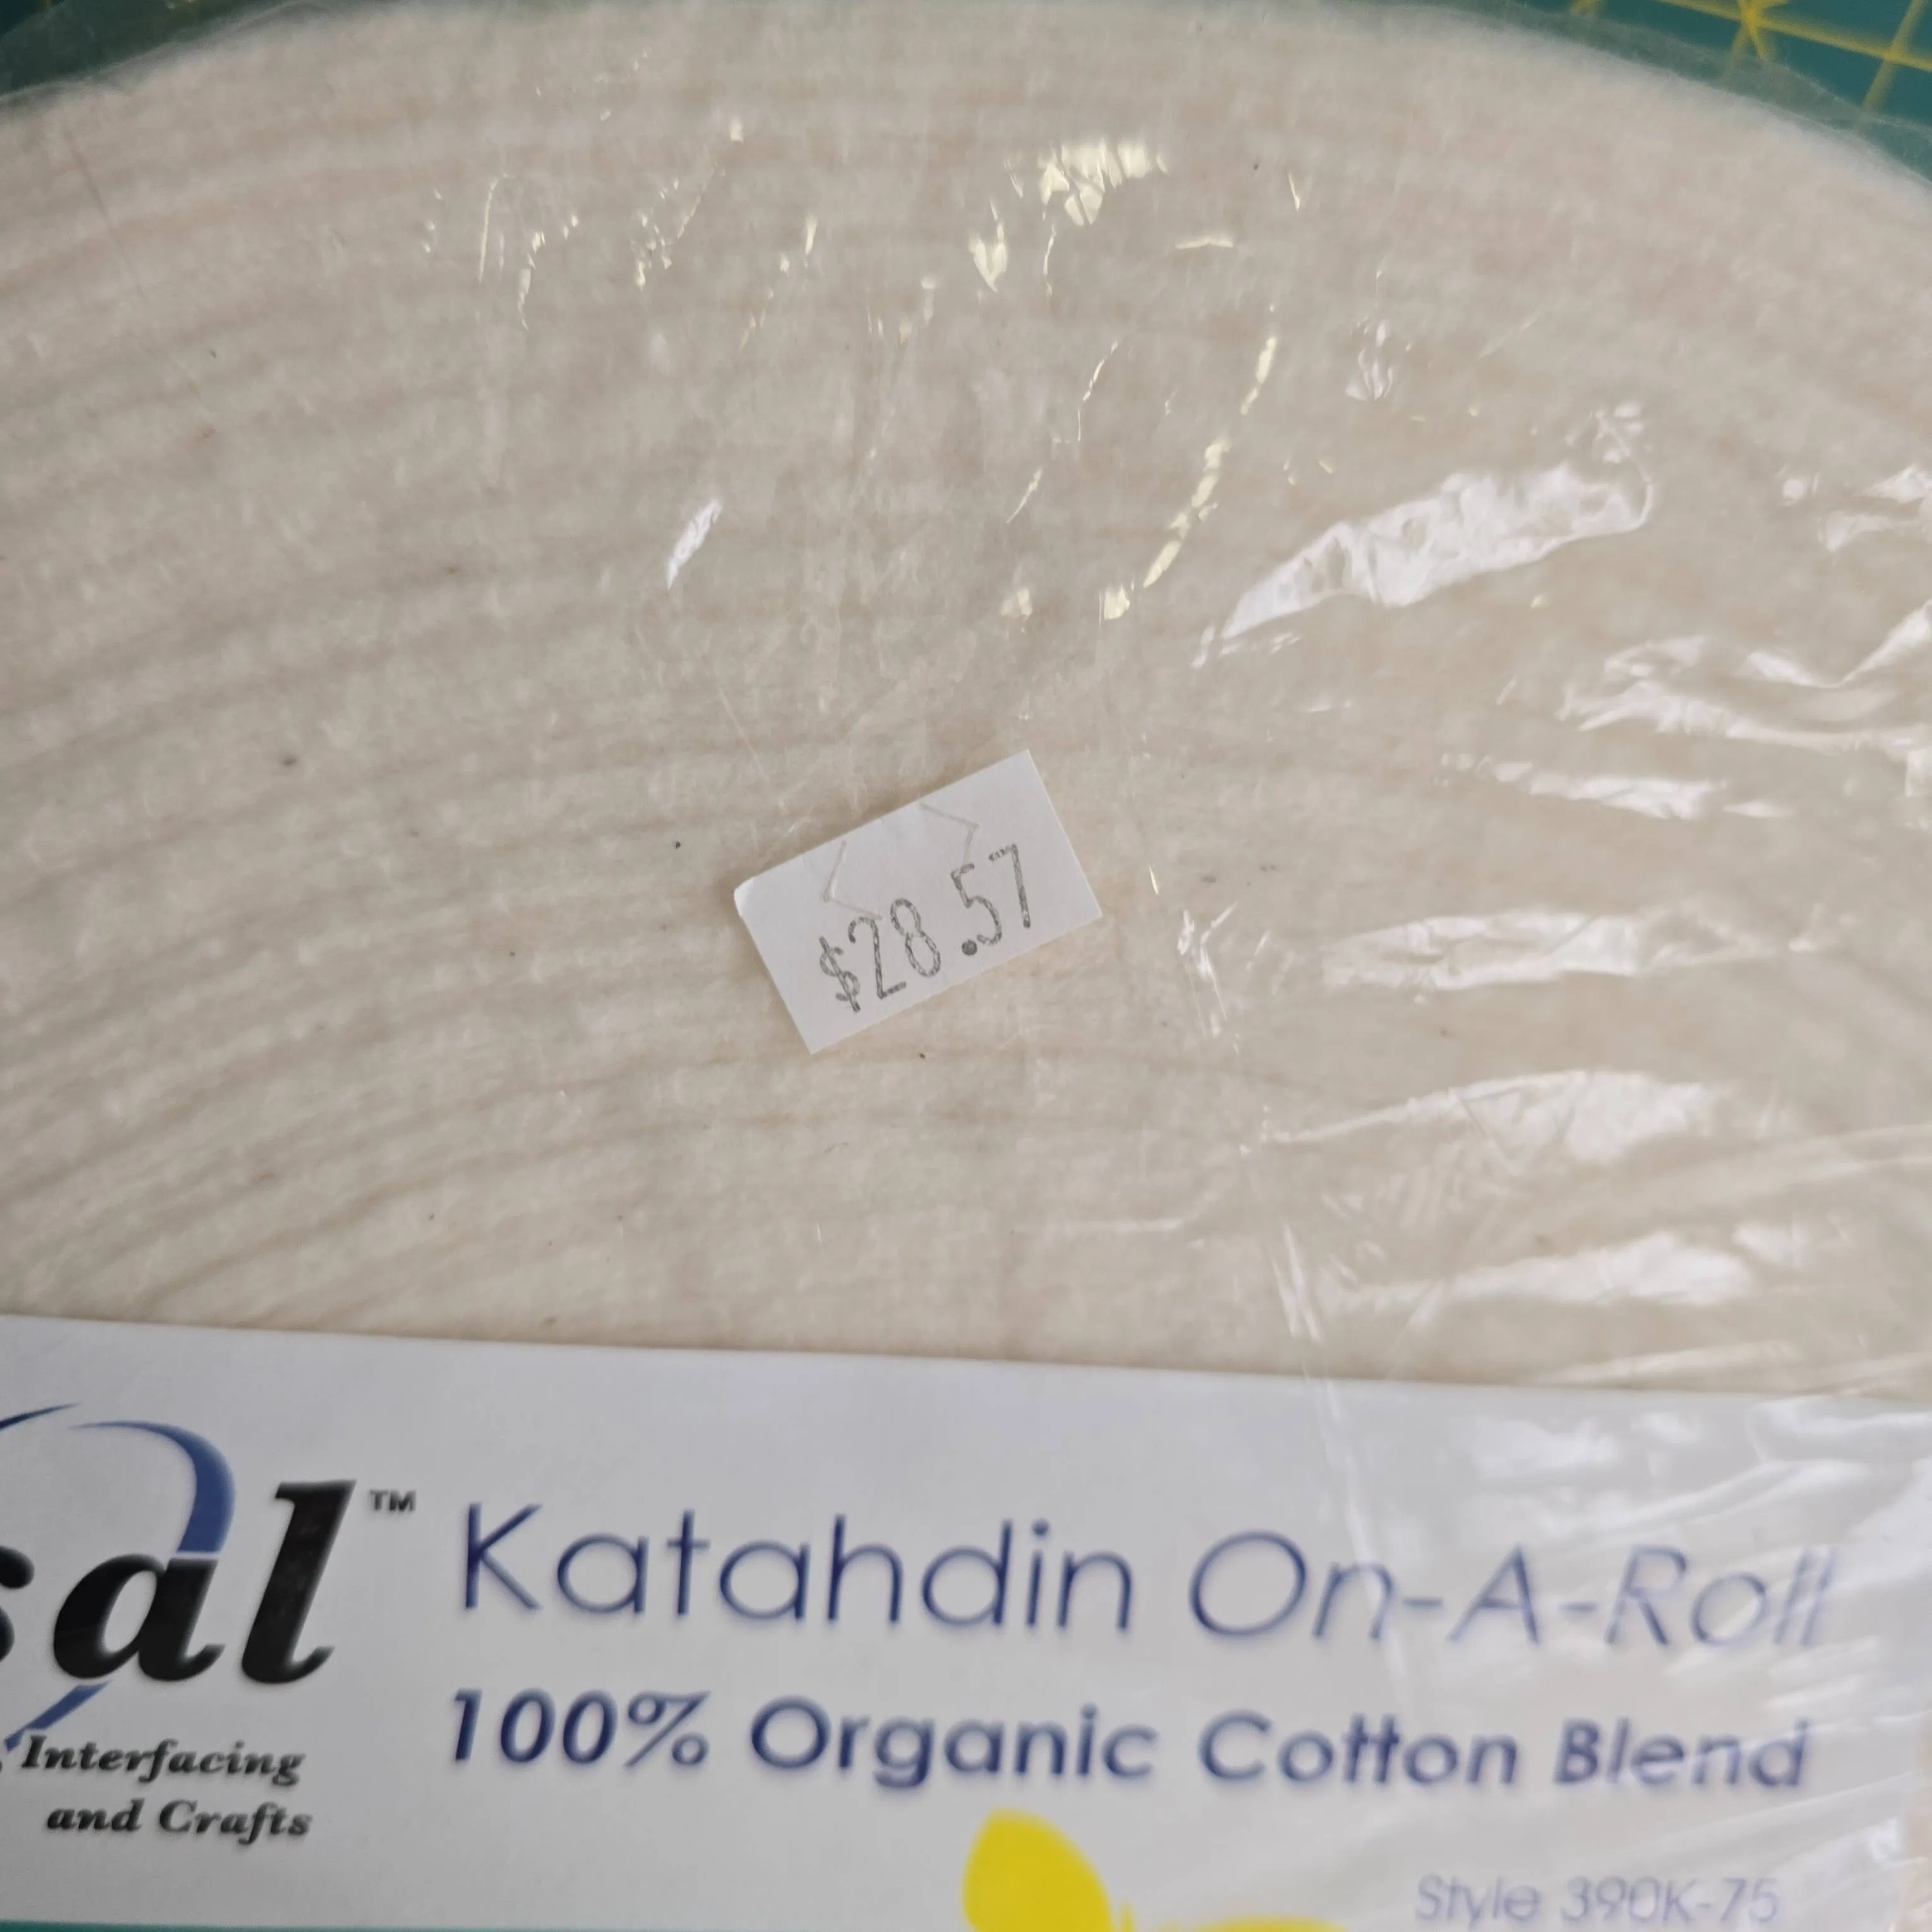 $28.57
sal™
Katahdin On-A-Roll
100% Organic Cotton Blend
Interfacing
and Crafts
Style 390K-75